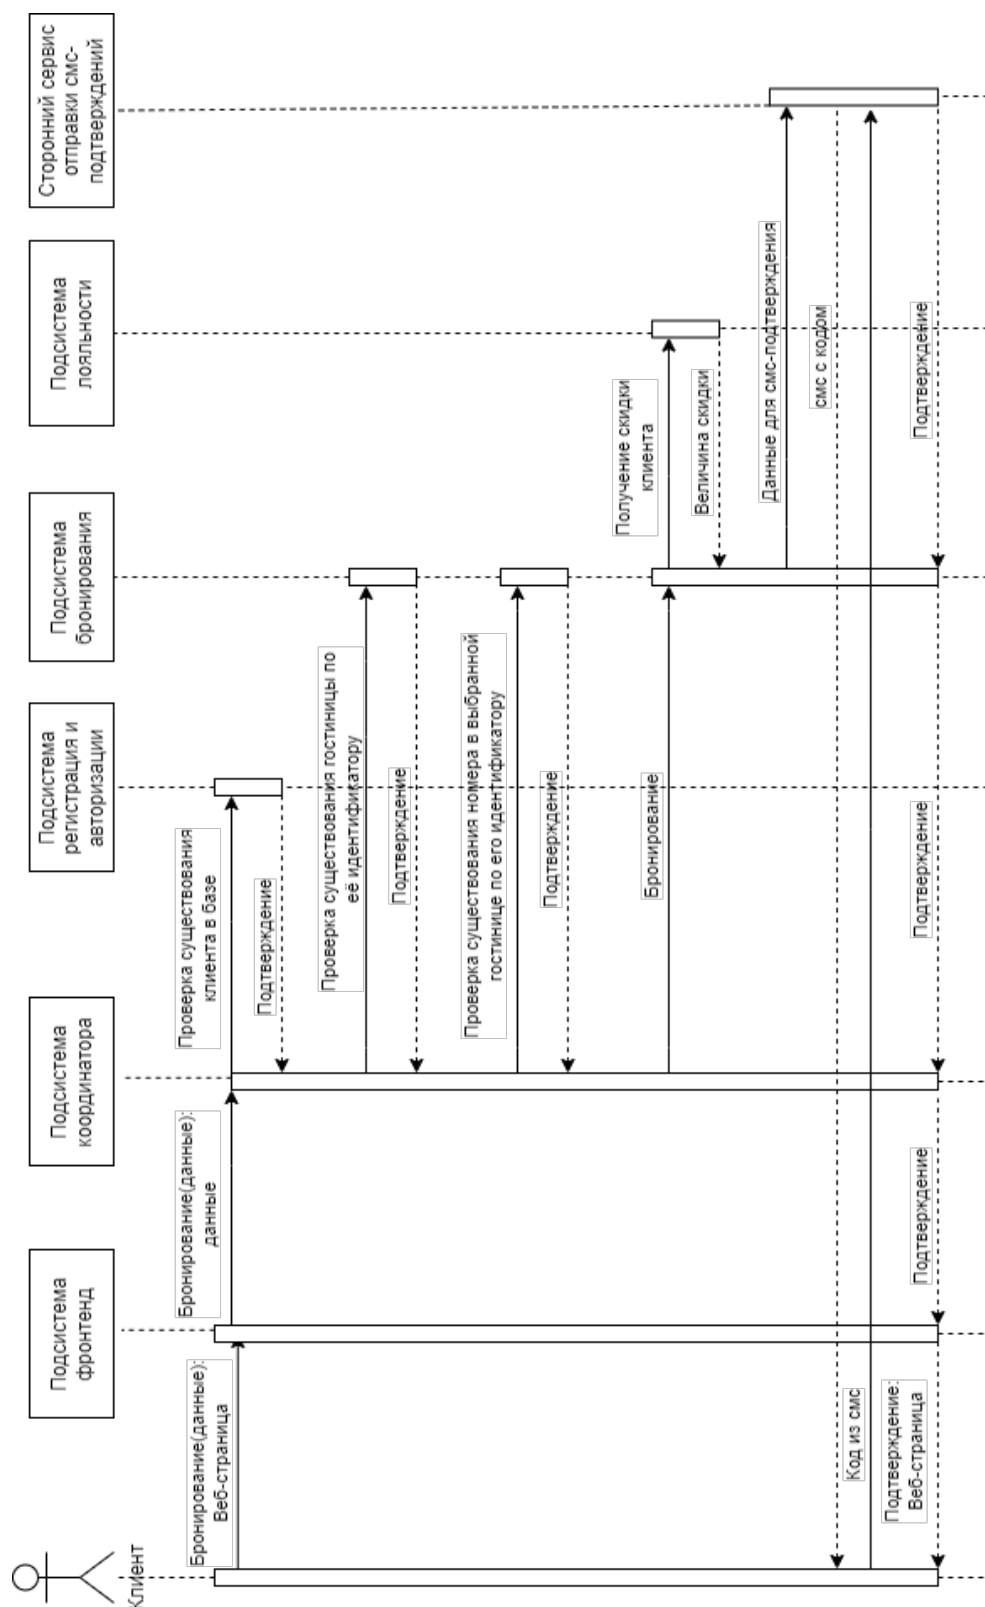 Клиент
Подсистема
фронтенд
Подсистема
координатора
Подсистема
регистрация и
авторизации
Подсистема
бронирования
Подсистема
лояльности
Сторонний сервис
отправки смс-
подтверждений
Бронирование(данные):
Веб-страница
Бронирование(данные):
данные
Проверка существования
клиента в базе
Подтверждение
Проверка существования гостиницы по
её идентификатору
Подтверждение
Проверка существования номера в выбранной
гостинице по его идентификатору
Подтверждение
Бронирование
Получение скидки
клиента
Величина скидки
Данные для смс-подтверждения
смс с кодом
Код из смс
Подтверждение
Подтверждение
Подтверждение
Подтверждение:
Веб-страница